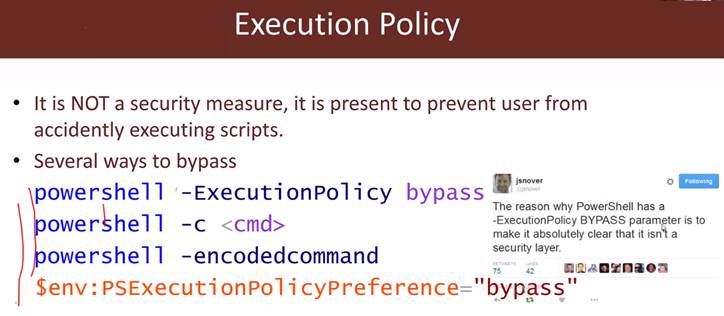 Execution Policy
• It is NOT a security measure, it is present to prevent user from
accidently executing scripts.
• Several ways to bypass
powershell -ExecutionPolicy bypass
powershell -c <cmd>
powershell -encodedcommand
$env:PSExecutionPolicyPreference="bypass"
jsnover
@jsnover
Following
The reason why PowerShell has a
-ExecutionPolicy BYPASS parameter is to
make it absolutely clear that it isn't a
security layer.
RETWEETS LIKES
75 42